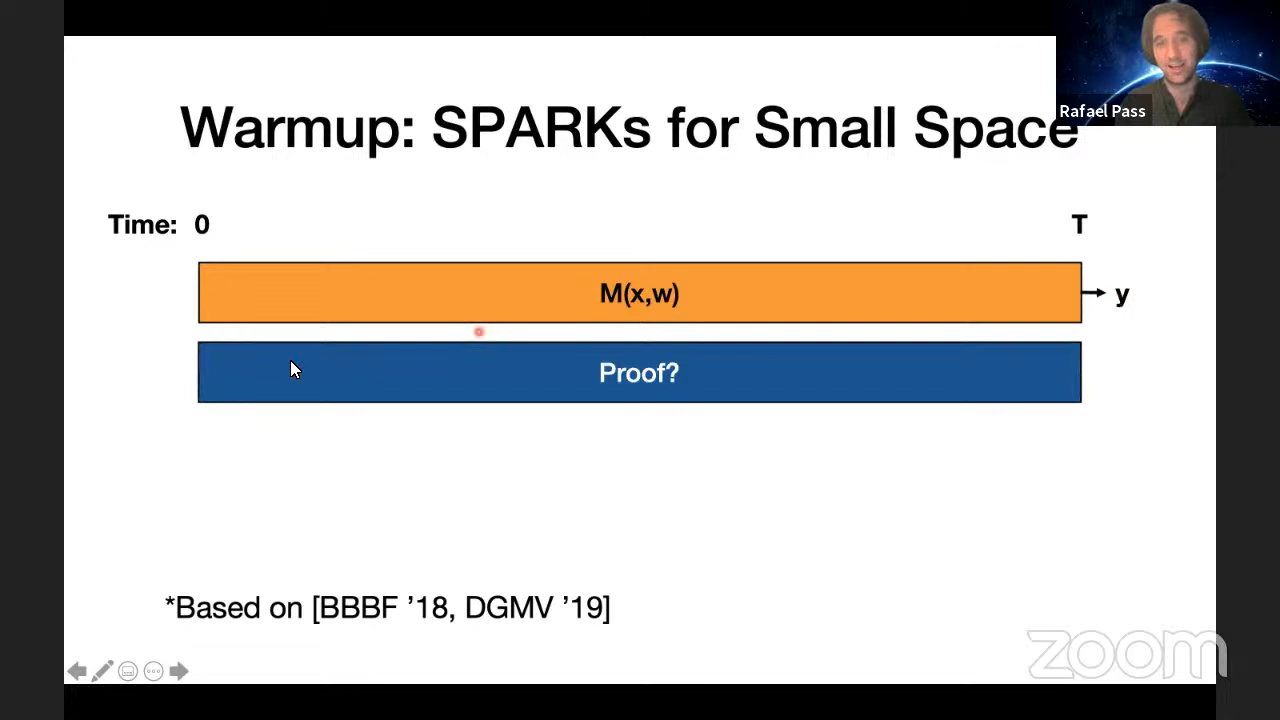 Rafael Pass
Warmup: SPARKs for Small Space
Time: 0 T
M(x,w) y
Proof?
*Based on [BBBF ’18, DGMV ’19]
zoom